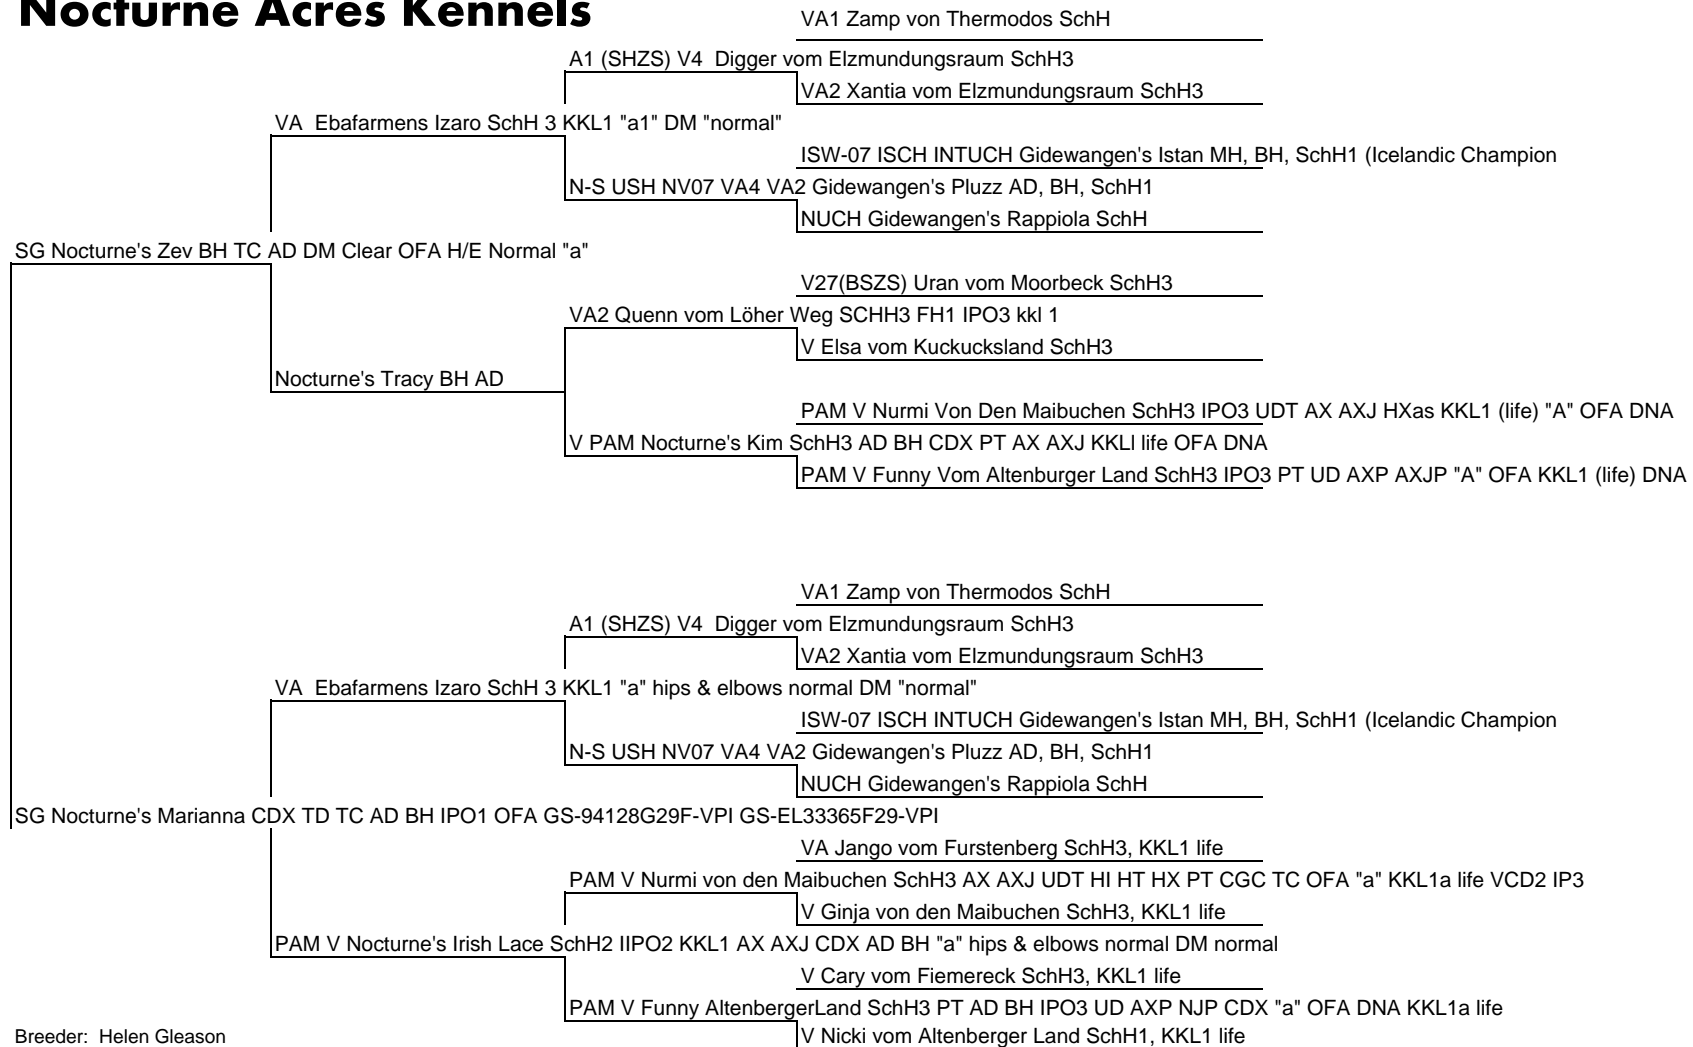 Nocturne Acres Kennels
VA1 Zamp von Thermodos SchH
A1 (SHZS) V4  Digger vom Elzmundungsraum SchH3
VA2 Xantia vom Elzmundungsraum SchH3
VA  Ebafarmens Izaro SchH 3 KKL1 "a1" DM "normal"
ISW-07 ISCH INTUCH Gidewangen's Istan MH, BH, SchH1 (Icelandic Champion
N-S USH NV07 VA4 VA2 Gidewangen's Pluzz AD, BH, SchH1
NUCH Gidewangen's Rappiola SchH
SG Nocturne's Zev BH TC AD DM Clear OFA H/E Normal "a"
V27(BSZS) Uran vom Moorbeck SchH3
VA2 Quenn vom Löher Weg SCHH3 FH1 IPO3 kkl 1
V Elsa vom Kuckucksland SchH3
Nocturne's Tracy BH AD
PAM V Nurmi Von Den Maibuchen SchH3 IPO3 UDT AX AXJ HXas KKL1 (life) "A" OFA DNA
V PAM Nocturne's Kim SchH3 AD BH CDX PT AX AXJ KKLl life OFA DNA
PAM V Funny Vom Altenburger Land SchH3 IPO3 PT UD AXP AXJP "A" OFA KKL1 (life) DNA
VA1 Zamp von Thermodos SchH
A1 (SHZS) V4  Digger vom Elzmundungsraum SchH3
VA2 Xantia vom Elzmundungsraum SchH3
VA  Ebafarmens Izaro SchH 3 KKL1 "a" hips & elbows normal DM "normal"
ISW-07 ISCH INTUCH Gidewangen's Istan MH, BH, SchH1 (Icelandic Champion
N-S USH NV07 VA4 VA2 Gidewangen's Pluzz AD, BH, SchH1
NUCH Gidewangen's Rappiola SchH
SG Nocturne's Marianna CDX TD TC AD BH IPO1 OFA GS-94128G29F-VPI GS-EL33365F29-VPI
VA Jango vom Furstenberg SchH3, KKL1 life
PAM V Nurmi von den Maibuchen SchH3 AX AXJ UDT HI HT HX PT CGC TC OFA "a" KKL1a life VCD2 IP3
V Ginja von den Maibuchen SchH3, KKL1 life
PAM V Nocturne's Irish Lace SchH2 IIPO2 KKL1 AX AXJ CDX AD BH "a" hips & elbows normal DM normal
V Cary vom Fiemereck SchH3, KKL1 life
PAM V Funny AltenbergerLand SchH3 PT AD BH IPO3 UD AXP NJP CDX "a" OFA DNA KKL1a life
Breeder:  Helen Gleason
V Nicki vom Altenberger Land SchH1, KKL1 life